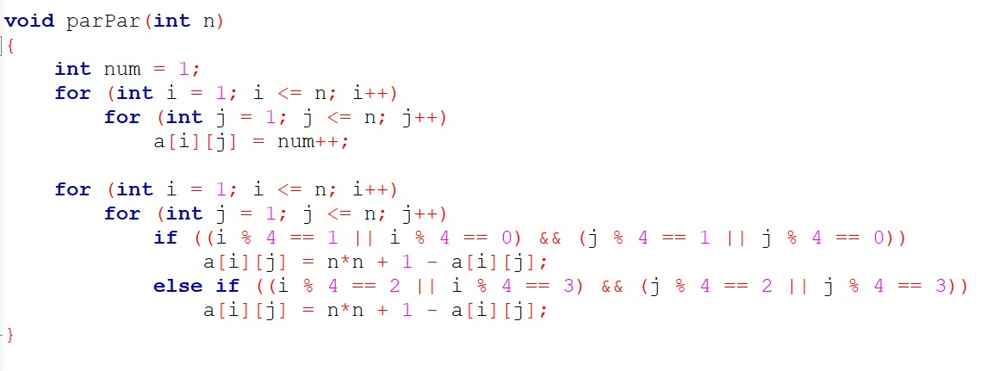 void parPar(int n)
{
    int num = 1;
    for (int i = 1; i <= n; i++)
        for (int j = 1; j <= n; j++)
            a[i][j] = num++;

    for (int i = 1; i <= n; i++)
        for (int j = 1; j <= n; j++)
            if ((i % 4 == 1 || i % 4 == 0) && (j % 4 == 1 || j % 4 == 0))
                a[i][j] = n*n + 1 - a[i][j];
            else if ((i % 4 == 2 || i % 4 == 3) && (j % 4 == 2 || j % 4 == 3))
                a[i][j] = n*n + 1 - a[i][j];
}